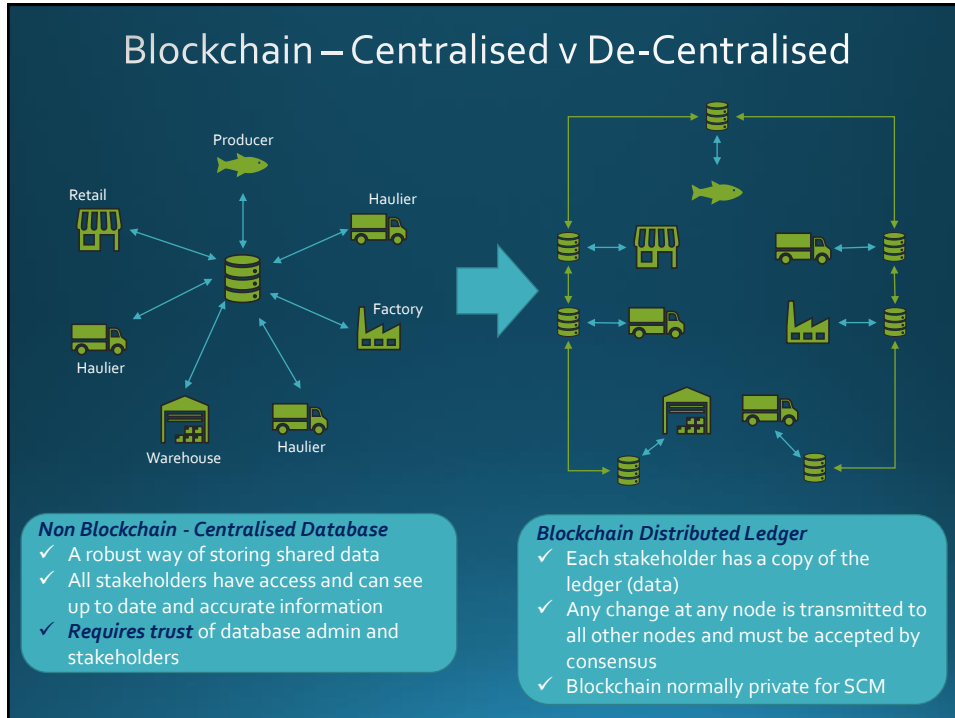 Blockchain – Centralised v De-Centralised
Producer
Retail
Haulier
Factory
Haulier
Warehouse
Haulier
Non Blockchain - Centralised Database
✓ A robust way of storing shared data
✓ All stakeholders have access and can see
up to date and accurate information
✓ Requires trust of database admin and
stakeholders
Blockchain Distributed Ledger
✓ Each stakeholder has a copy of the
ledger (data)
✓ Any change at any node is transmitted to
all other nodes and must be accepted by
consensus
✓ Blockchain normally private for SCM